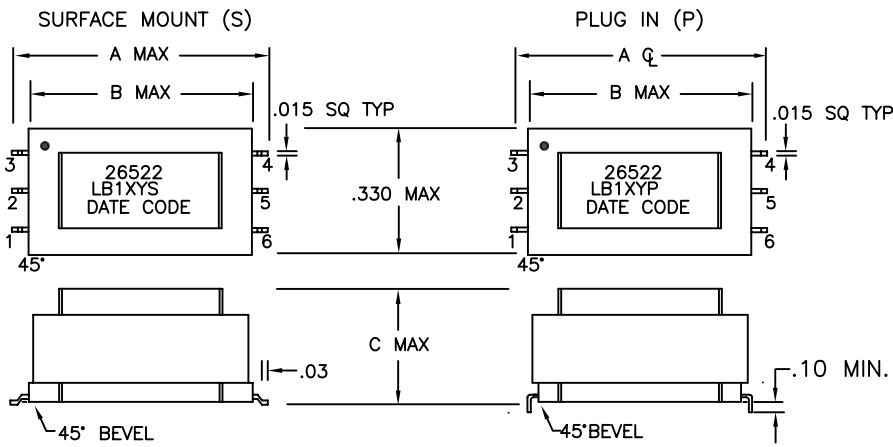 SURFACE MOUNT (S)
A MAX
B MAX
.015 SQ TYP
3
4
26522
LB1XYS
DATE CODE
2
5
1
6
45°
.330 MAX
PLUG IN (P)
A ℄
B MAX
.015 SQ TYP
3
4
26522
LB1XYP
DATE CODE
2
5
1
6
45°
C MAX
.03
45° BEVEL
.10 MIN.
45°BEVEL